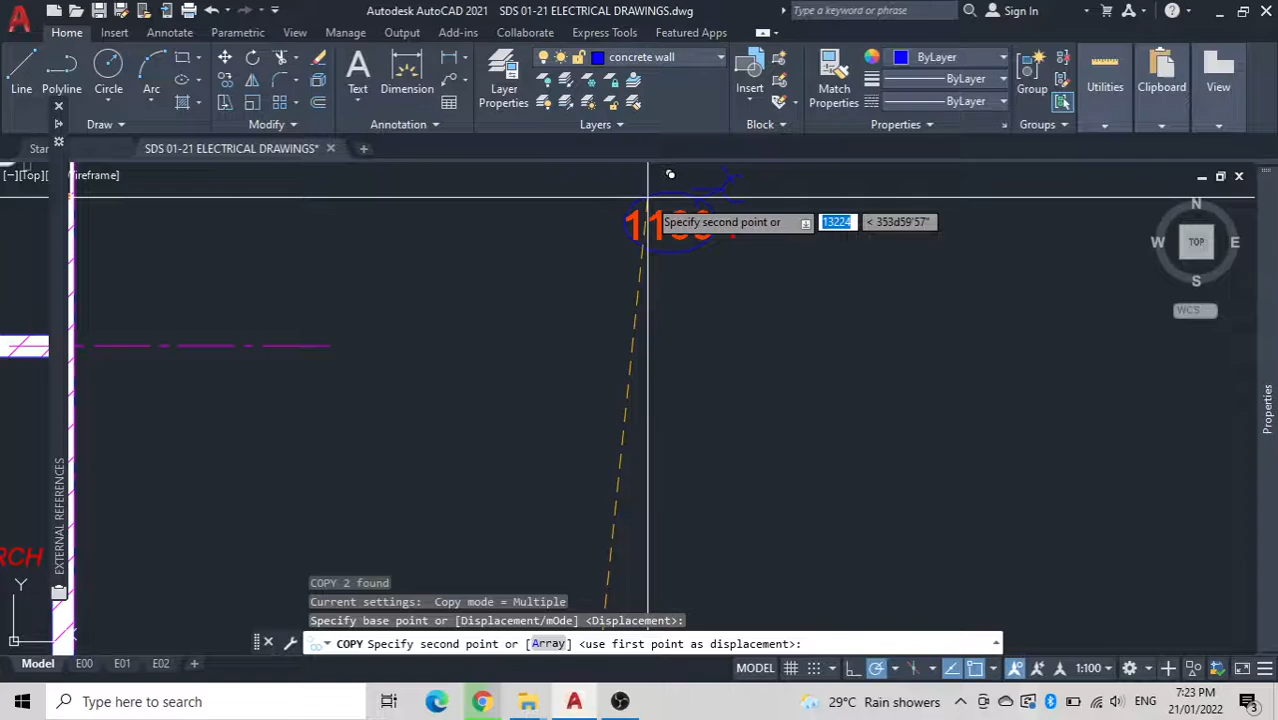 Autodesk AutoCAD 2021 SDS 01-21 ELECTRICAL DRAWINGS.dwg
Type a keyword or phrase
Sign In
Home Insert Annotate Parametric View Manage Output Add-ins Collaborate Express Tools Featured Apps
concrete wall
ByLayer
ByLayer
ByLayer
Line Polyline Circle Arc
Text Dimension
Layer Properties
Insert
Match Properties
Group
Utilities Clipboard View
Draw Modify Annotation Layers Block Properties Groups
SDS 01-21 ELECTRICAL DRAWINGS*
[−][Top][
Specify second point or
13224
< 353d59'57"
N
W TOP E
S
WCS
Properties
EXTERNAL REFERENCES
Y
COPY 2 found
Current settings: Copy mode = Multiple
Specify base point or [Displacement/mOde] <Displacement>:
COPY Specify second point or [Array] <use first point as displacement>:
Model E00 E01 E02
MODEL
1:100
Type here to search
29°C Rain showers
ENG
7:23 PM
21/01/2022
3